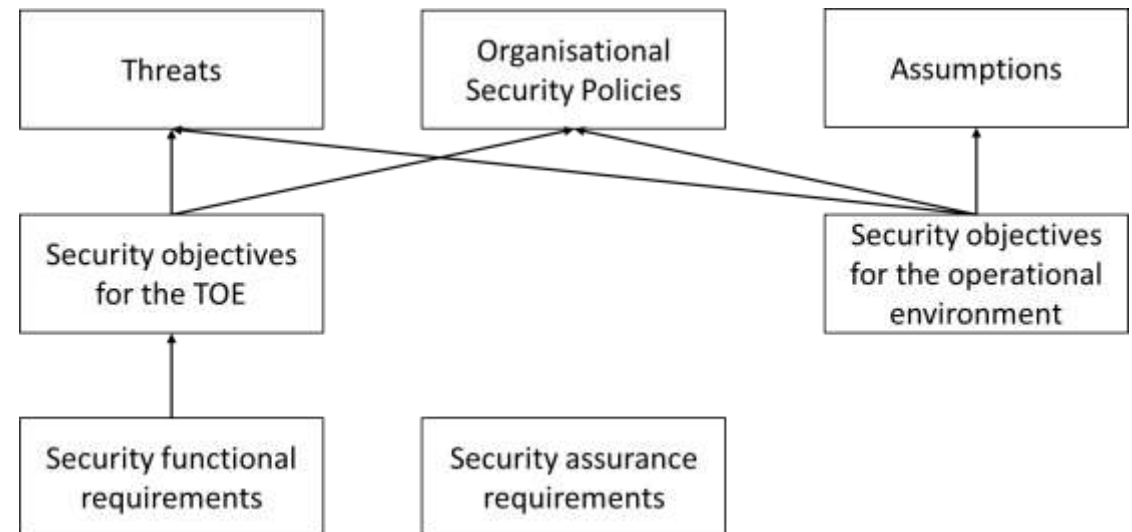 Threats
Organisational
Security Policies
Assumptions
Security objectives
for the TOE
Security objectives
for the operational
environment
Security functional
requirements
Security assurance
requirements